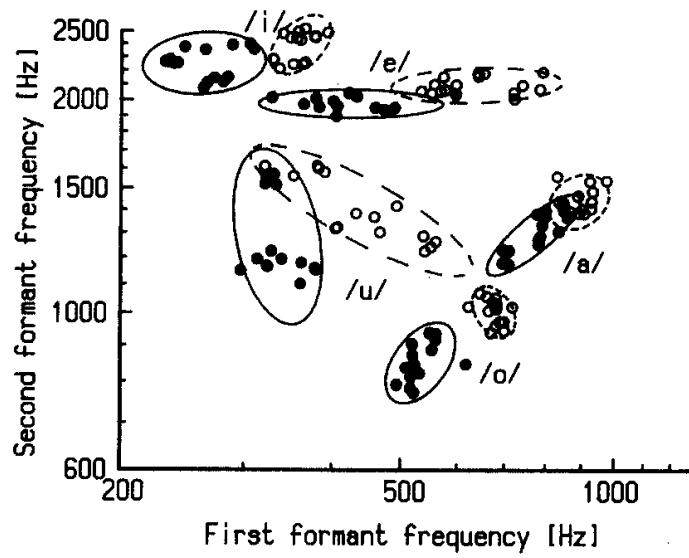 Second formant frequency [Hz]
2500
2000
1500
1000
600
/i/
/e/
/u/
/a/
/o/
200
500
1000
First formant frequency [Hz]